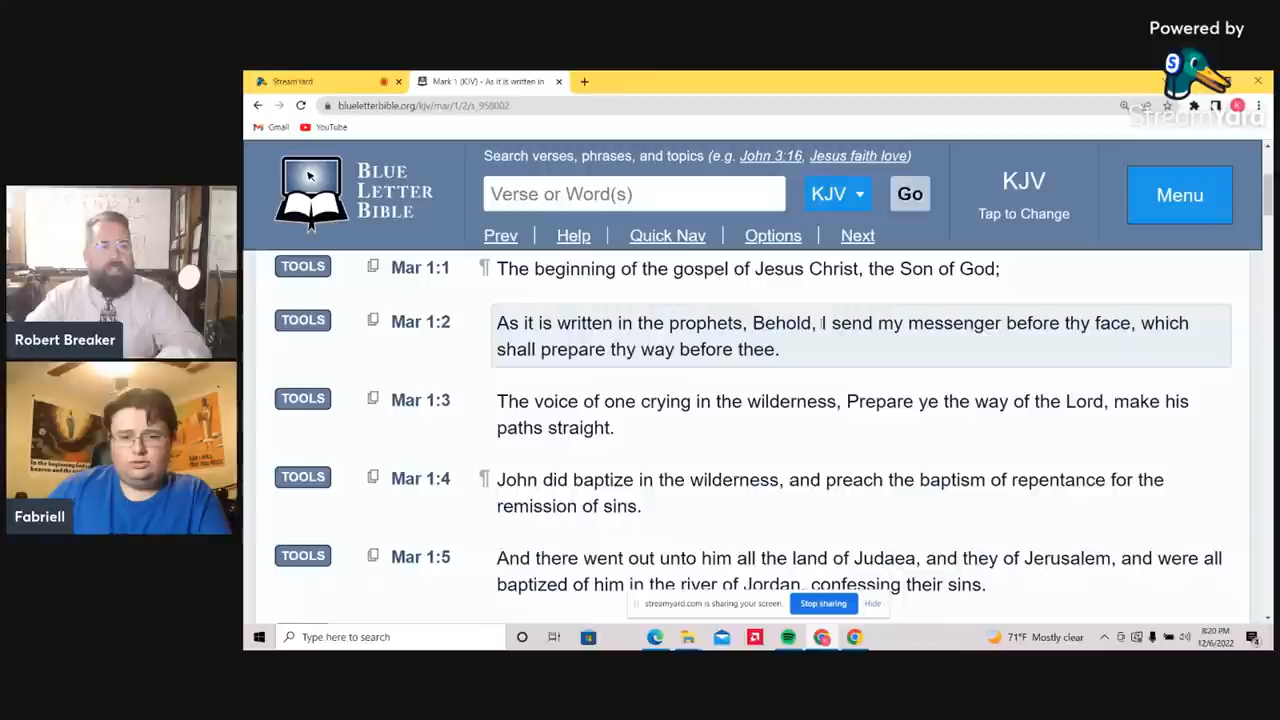 Powered by
StreamYard
StreamYard
Mark 1 (KJV) - As it is written in
blueletterbible.org/kjv/mar/1/2/s_958002
Gmail
YouTube
BLUE
LETTER
BIBLE
Search verses, phrases, and topics (e.g. John 3:16, Jesus faith love)
Verse or Word(s)
KJV
Go
Prev
Help
Quick Nav
Options
Next
KJV
Tap to Change
Menu
TOOLS Mar 1:1 ¶ The beginning of the gospel of Jesus Christ, the Son of God;
TOOLS Mar 1:2 As it is written in the prophets, Behold, I send my messenger before thy face, which
shall prepare thy way before thee.
TOOLS Mar 1:3 The voice of one crying in the wilderness, Prepare ye the way of the Lord, make his
paths straight.
TOOLS Mar 1:4 ¶ John did baptize in the wilderness, and preach the baptism of repentance for the
remission of sins.
TOOLS Mar 1:5 And there went out unto him all the land of Judaea, and they of Jerusalem, and were all
baptized of him in the river of Jordan, confessing their sins.
streamyard.com is sharing your screen.
Stop sharing
Hide
Type here to search
71°F Mostly clear
8:20 PM
12/6/2022
Robert Breaker
In the beginning God
heaven and the
Fabriell